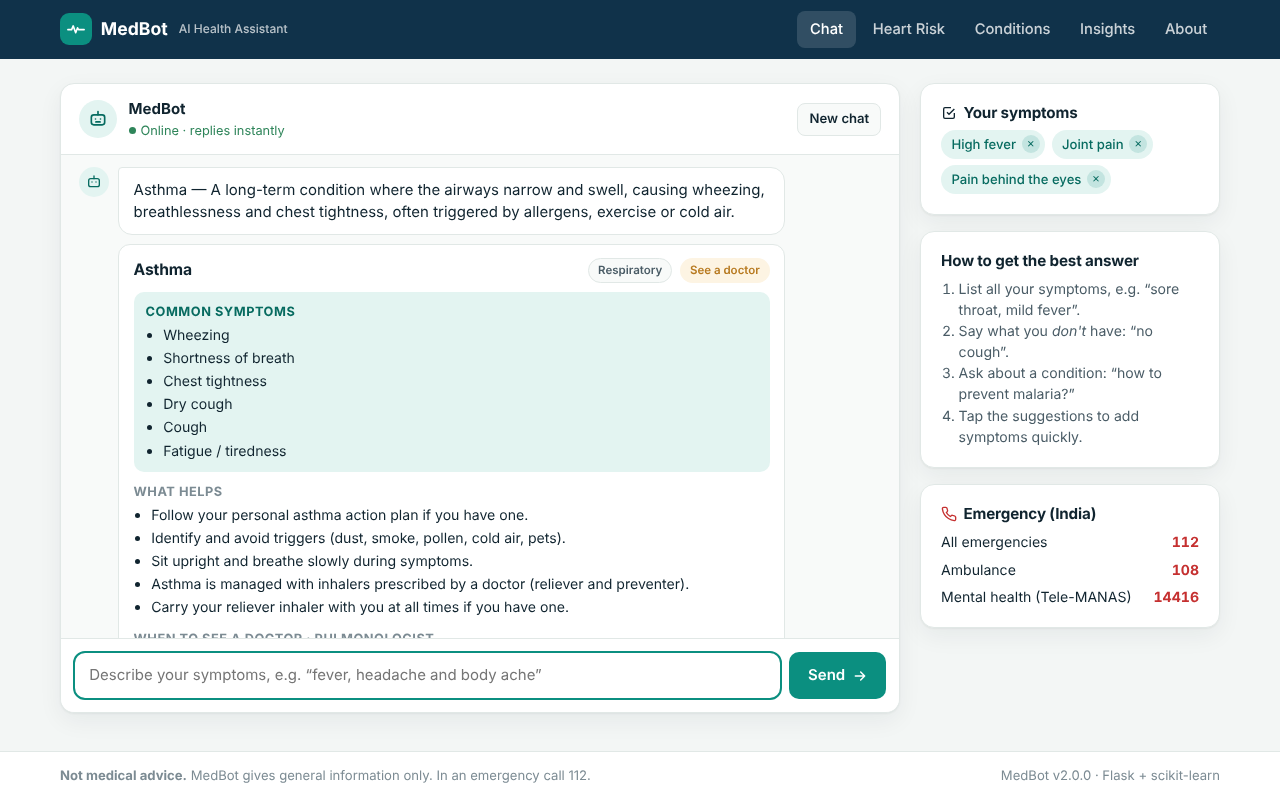 MedBot AI Health Assistant
Chat Heart Risk Conditions Insights About
MedBot
Online · replies instantly
New chat
Asthma — A long-term condition where the airways narrow and swell, causing wheezing,
breathlessness and chest tightness, often triggered by allergens, exercise or cold air.
Asthma Respiratory See a doctor
COMMON SYMPTOMS
• Wheezing
• Shortness of breath
• Chest tightness
• Dry cough
• Cough
• Fatigue / tiredness
WHAT HELPS
• Follow your personal asthma action plan if you have one.
• Identify and avoid triggers (dust, smoke, pollen, cold air, pets).
• Sit upright and breathe slowly during symptoms.
• Asthma is managed with inhalers prescribed by a doctor (reliever and preventer).
• Carry your reliever inhaler with you at all times if you have one.
WHEN TO SEE A DOCTOR · PULMONOLOGIST
Describe your symptoms, e.g. “fever, headache and body ache”
Send →
Your symptoms
High fever × Joint pain ×
Pain behind the eyes ×
How to get the best answer
1. List all your symptoms, e.g. “sore
throat, mild fever”.
2. Say what you don't have: “no
cough”.
3. Ask about a condition: “how to
prevent malaria?”
4. Tap the suggestions to add
symptoms quickly.
Emergency (India)
All emergencies 112
Ambulance 108
Mental health (Tele-MANAS) 14416
Not medical advice. MedBot gives general information only. In an emergency call 112.
MedBot v2.0.0 · Flask + scikit-learn